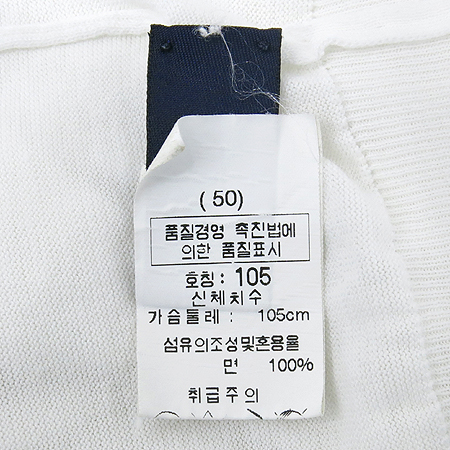 (50)
품질경영 촉진법에
의한 품질표시
호칭: 105
신체치수
가슴둘레 : 105cm
섬유의조성및혼용율
면 100%
취급주의